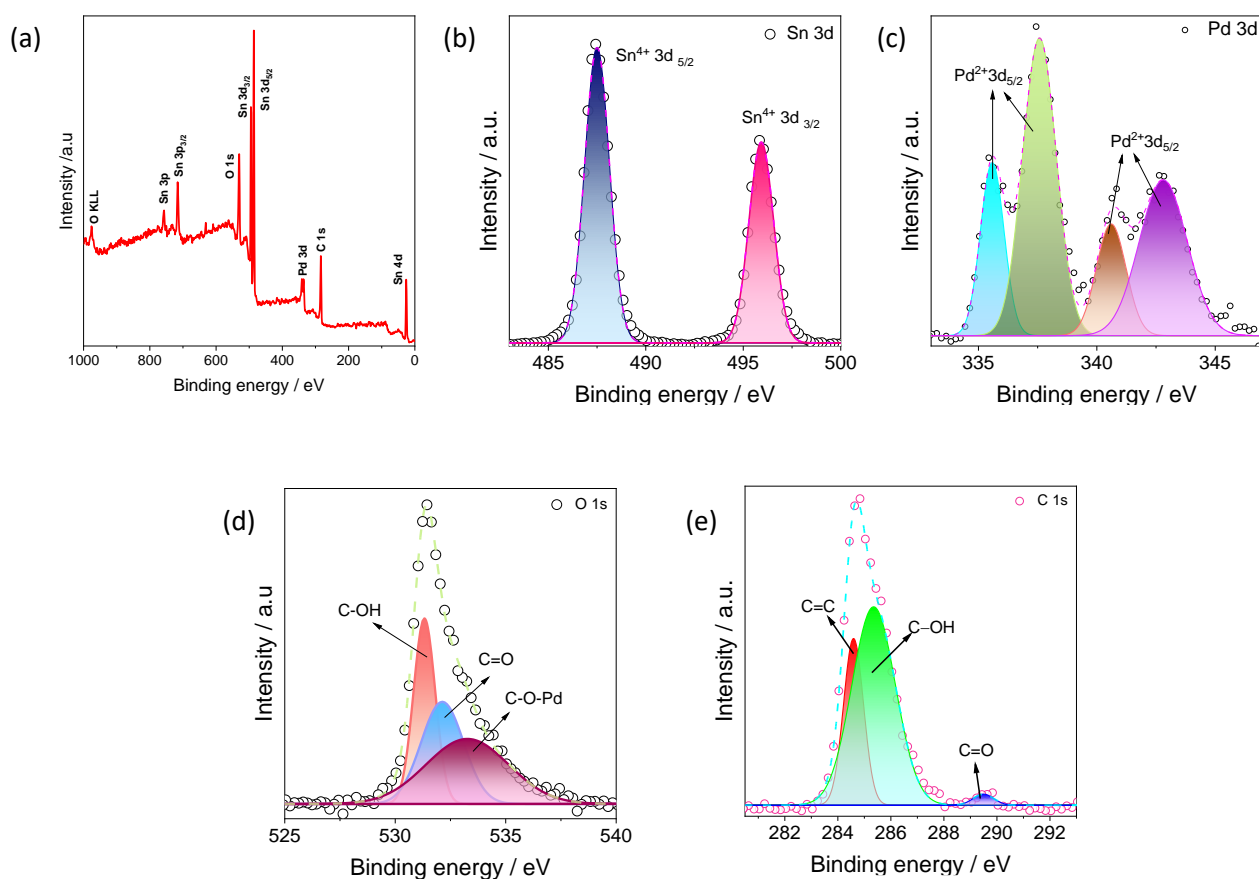 (a)
Intensity /a.u
O KLL
Sn 3p
Sn 3p3/2
O 1s
Sn 3d3/2
Sn 3d5/2
Pd 3d
C 1s
Sn 4d
1000 800 600 400 200 0
Binding energy / eV
(b)
Intensity / a.u.
Sn 3d
Sn4+ 3d 5/2
Sn4+ 3d 3/2
485 490 495 500
Binding energy / eV
(c)
Intensity / a.u.
Pd 3d
Pd2+3d5/2
Pd2+3d5/2
335 340 345
Binding energy / eV
(d)
Intensity / a.u
O 1s
C-OH
C=O
C-O-Pd
525 530 535 540
Binding energy / eV
(e)
Intensity / a.u.
C 1s
C=C
C–OH
C=O
282 284 286 288 290 292
Binding energy / eV